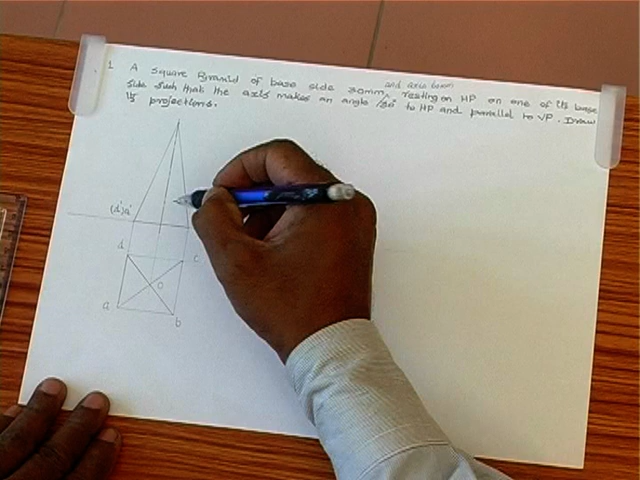 1. A Square Pramid of base side 30mm, and axis 60mm resting on HP on one of its base
side such that the axis makes an angle 30° to HP and parallel to VP. Draw
its projections.
(d')a'
d
c
o
a
b